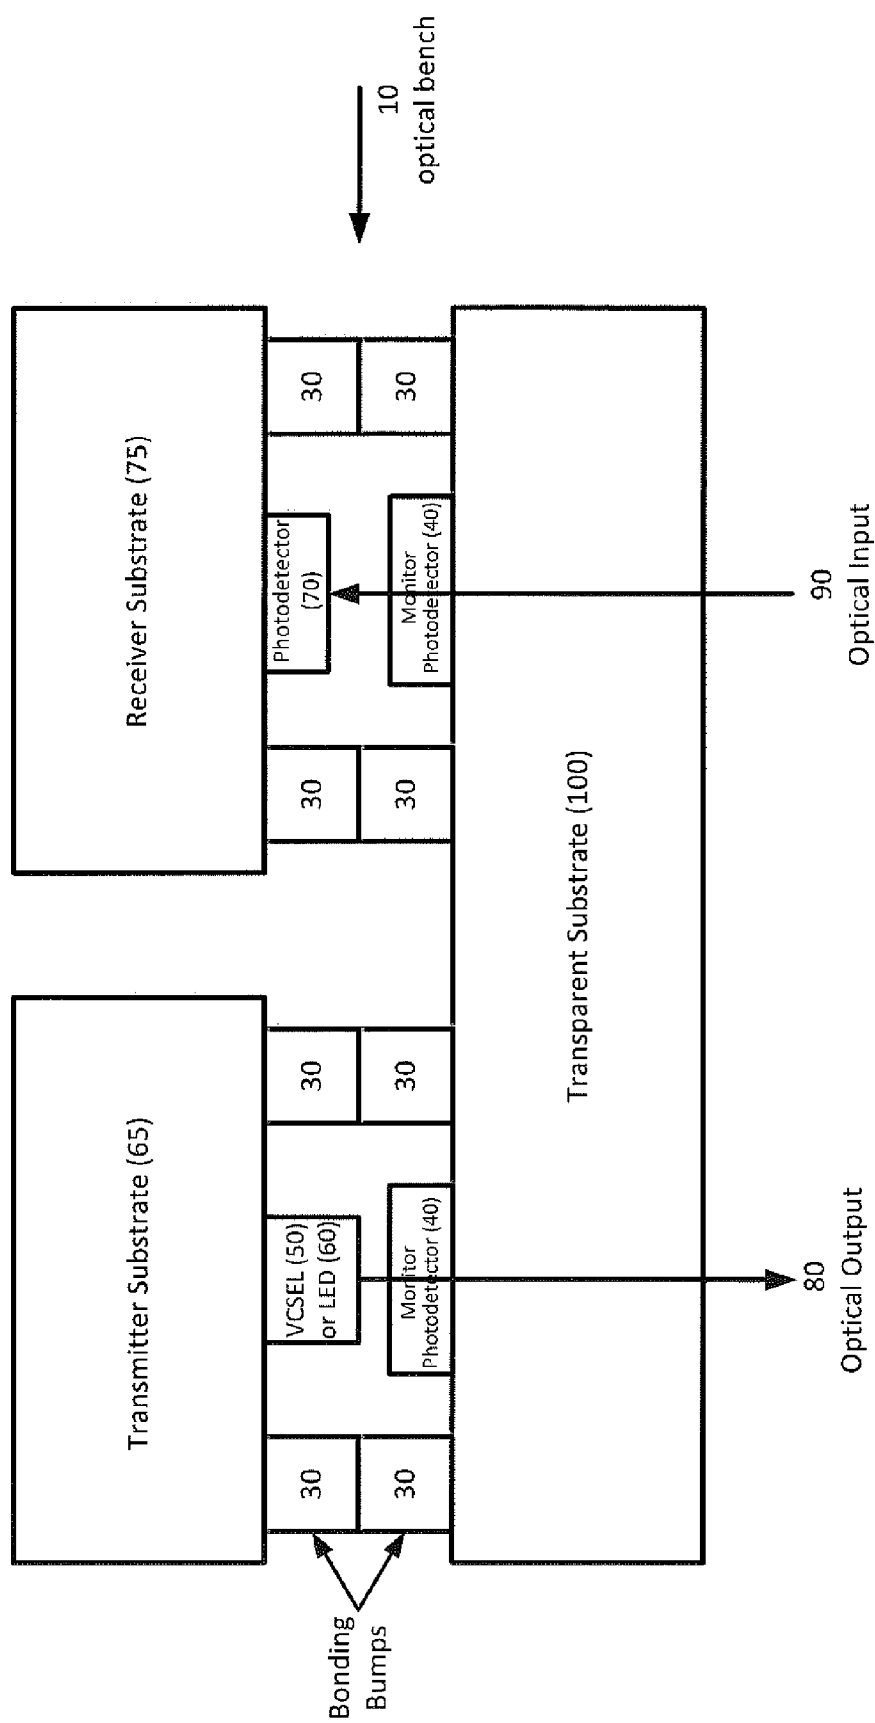 Transmitter Substrate (65)
Receiver Substrate (75)
Bonding
Bumps
30
30
VCSEL (50)
or LED (60)
Monitor
Photodetector (40)
30
30
30
30
Photodetector
(70)
Monitor
Photodetector (40)
30
30
10
optical bench
Transparent Substrate (100)
80
Optical Output
90
Optical Input